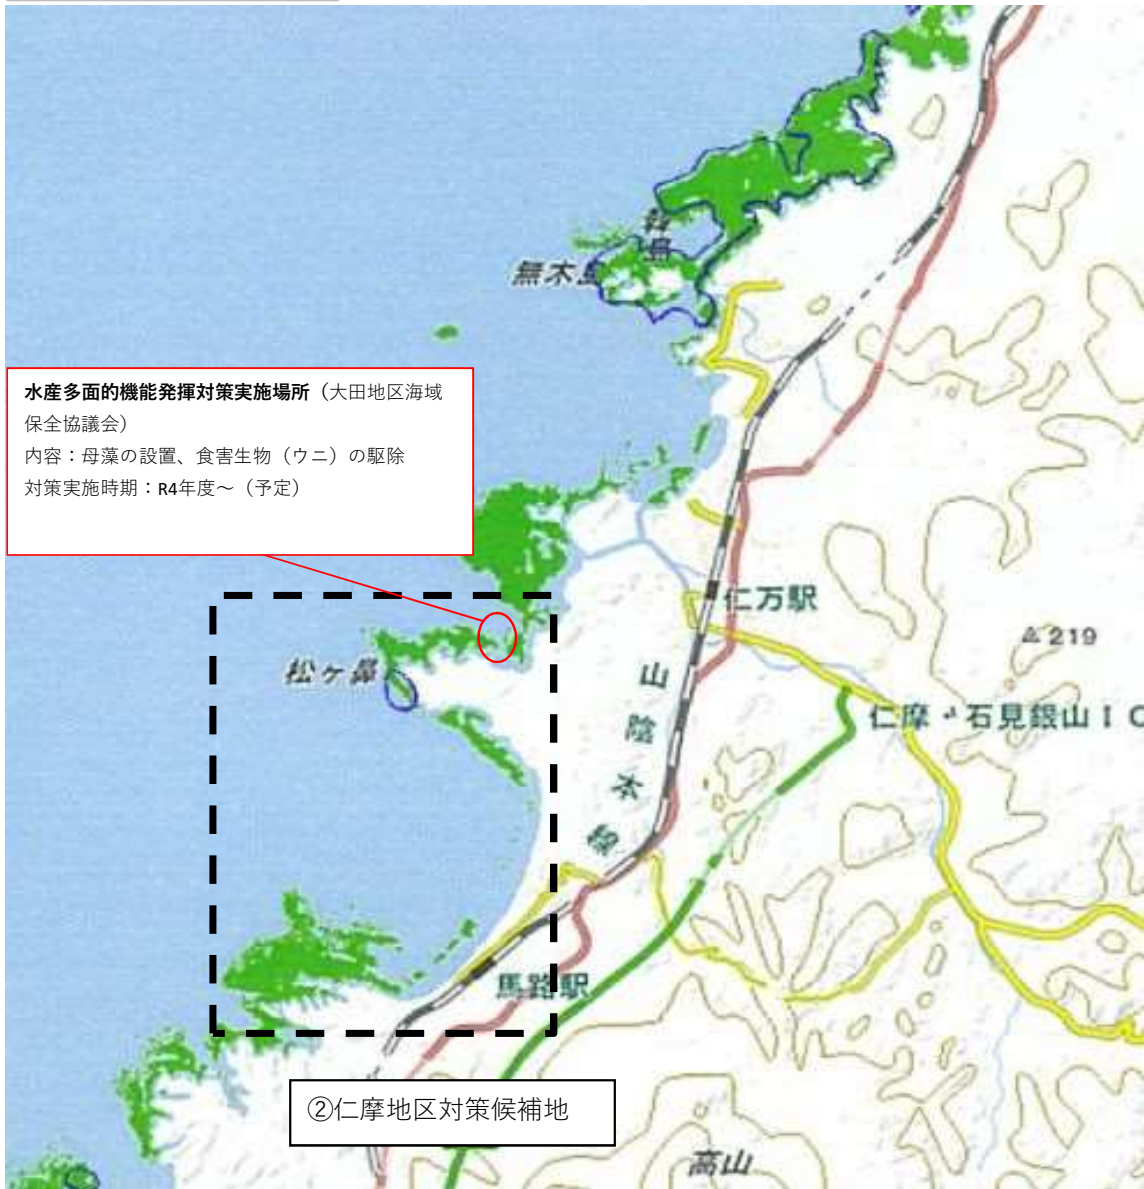 無木島
水産多面的機能発揮対策実施場所（大田地区海域
保全協議会）
内容：母藻の設置、食害生物（ウニ）の駆除
対策実施時期：R4年度～（予定）
仁万駅
219
松ヶ鼻
仁摩・石見銀山IC
山陰本線
馬路駅
②仁摩地区対策候補地
高山